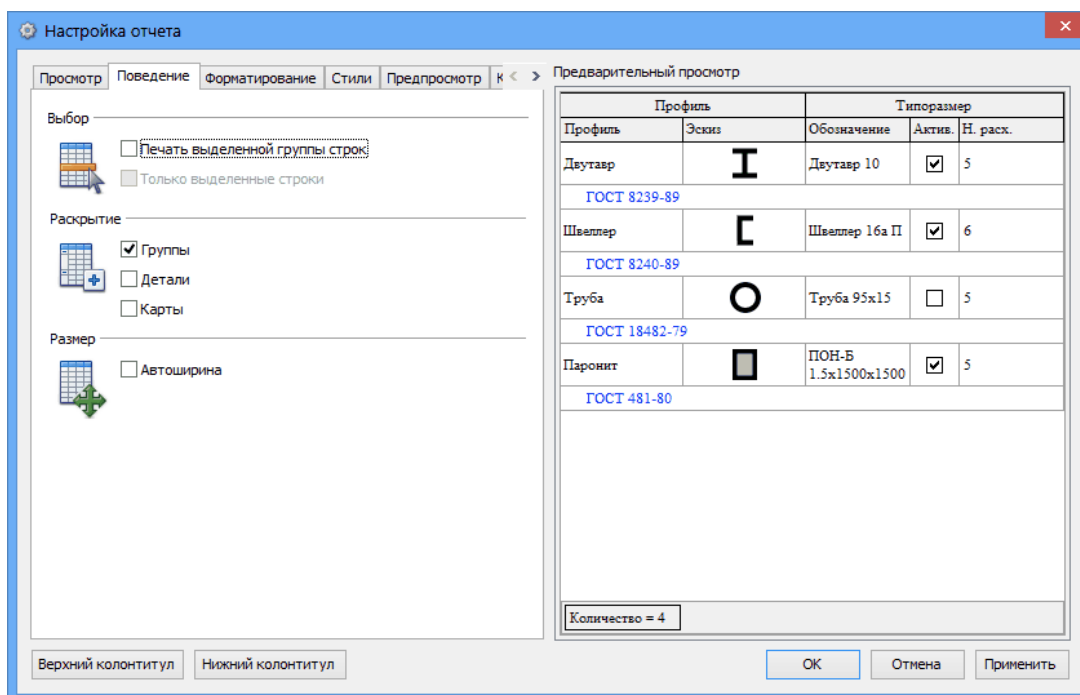 Настройка отчета
Просмотр Поведение Форматирование Стили Предпросмотр
Выбор
Печать выделенной группы строк
Только выделенные строки
Раскрытие
Группы
Детали
Карты
Размер
Автоширина
Предварительный просмотр
Профиль Типоразмер
Профиль Эскиз Обозначение Актив. Н. расх.
Двутавр Двутавр 10 5
ГОСТ 8239-89
Швеллер Швеллер 16а П 6
ГОСТ 8240-89
Труба Труба 95x15 5
ГОСТ 18482-79
Паронит ПОН-Б 1.5x1500x1500 5
ГОСТ 481-80
Количество = 4
Верхний колонтитул Нижний колонтитул OK Отмена Применить